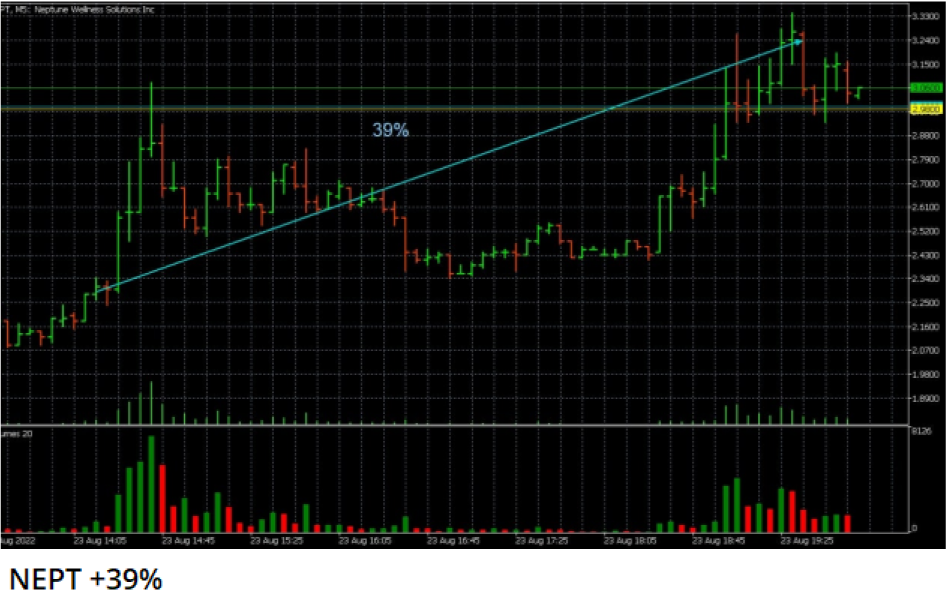 PT, M5: Neptune Wellness Solutions Inc
3.3300
3.2400
3.1500
3.0600
2.9800
2.8800
2.7900
2.7000
2.6100
2.5200
2.4300
2.3400
2.2500
2.1600
2.0700
1.9800
1.8900
39%
umes 20
9126
0
Aug 2022
23 Aug 14:05
23 Aug 14:45
23 Aug 15:25
23 Aug 16:05
23 Aug 16:45
23 Aug 17:25
23 Aug 18:05
23 Aug 18:45
23 Aug 19:25
NEPT +39%